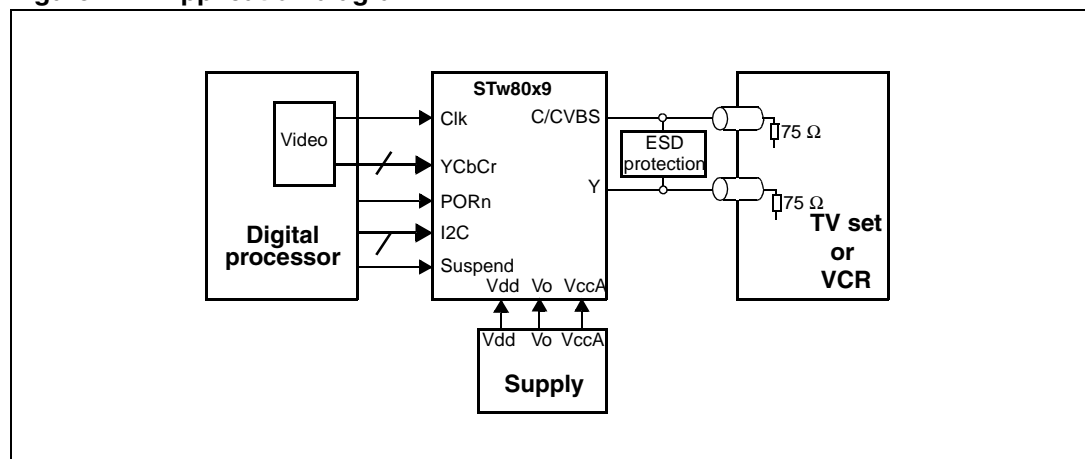 STw80x9
Clk
C/CVBS
Video
75 Ω
ESD
protection
YCbCr
Y
PORn
75 Ω
Digital
processor
I2C
TV set
or
VCR
Suspend
Vdd Vo VccA
Vdd Vo VccA
Supply